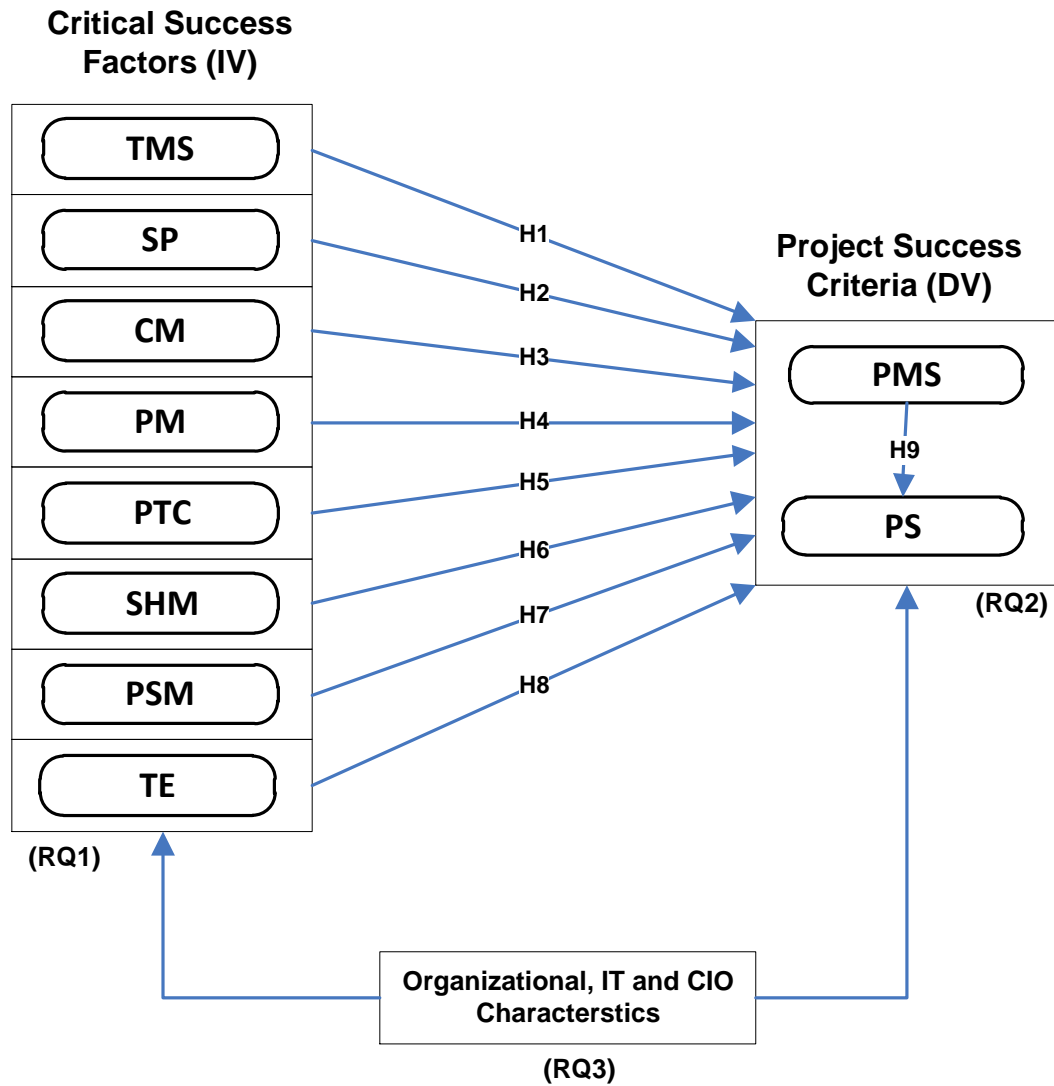 Critical Success
Factors (IV)
TMS
SP
CM
PM
PTC
SHM
PSM
TE
(RQ1)
H1
H2
H3
H4
H5
H6
H7
H8
Project Success
Criteria (DV)
PMS
H9
PS
(RQ2)
Organizational, IT and CIO
Characterstics
(RQ3)